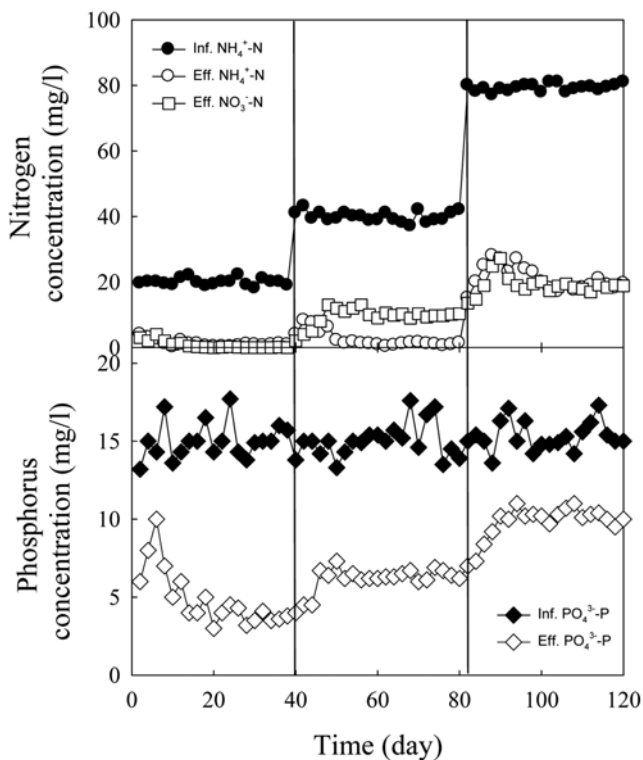 Nitrogen
concentration (mg/l)
100
80
60
40
20
0
Inf. NH₄⁺-N
Eff. NH₄⁺-N
Eff. NO₃⁻-N
Phosphorus
concentration (mg/l)
20
15
10
5
0
Inf. PO₄³⁻-P
Eff. PO₄³⁻-P
0 20 40 60 80 100 120
Time (day)